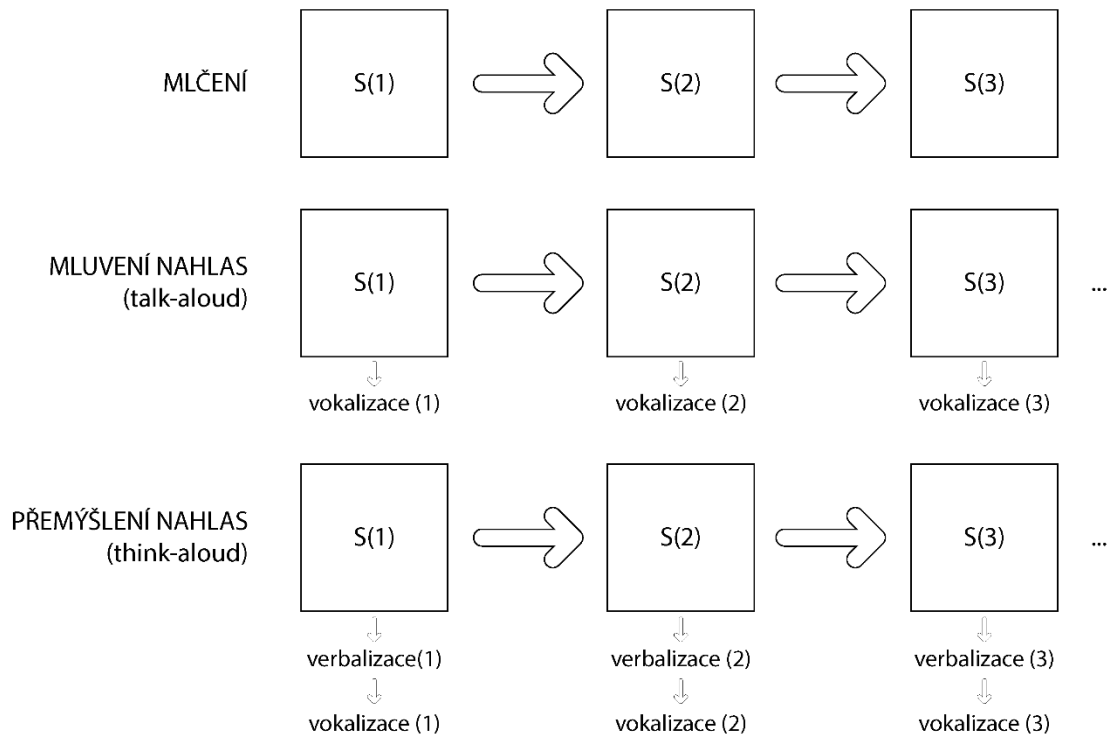 MLČENÍ S(1) S(2) S(3)
MLUVENÍ NAHLAS
(talk-aloud) S(1) S(2) S(3) ...
vokalizace (1) vokalizace (2) vokalizace (3)
PŘEMÝŠLENÍ NAHLAS
(think-aloud) S(1) S(2) S(3) ...
verbalizace(1) verbalizace (2) verbalizace (3)
vokalizace (1) vokalizace (2) vokalizace (3)